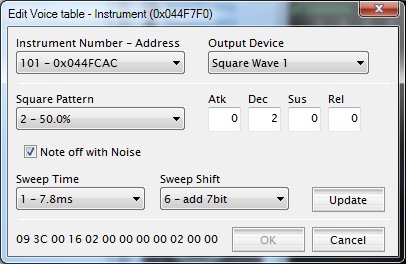 Edit Voice table - Instrument (0x044F7F0)
Instrument Number - Address Output Device
101 - 0x044FCAC Square Wave 1
Square Pattern Atk Dec Sus Rel
2 - 50.0% 0 2 0 0
Note off with Noise
Sweep Time Sweep Shift
1 - 7.8ms 6 - add 7bit Update
09 3C 00 16 02 00 00 00 00 02 00 00 OK Cancel